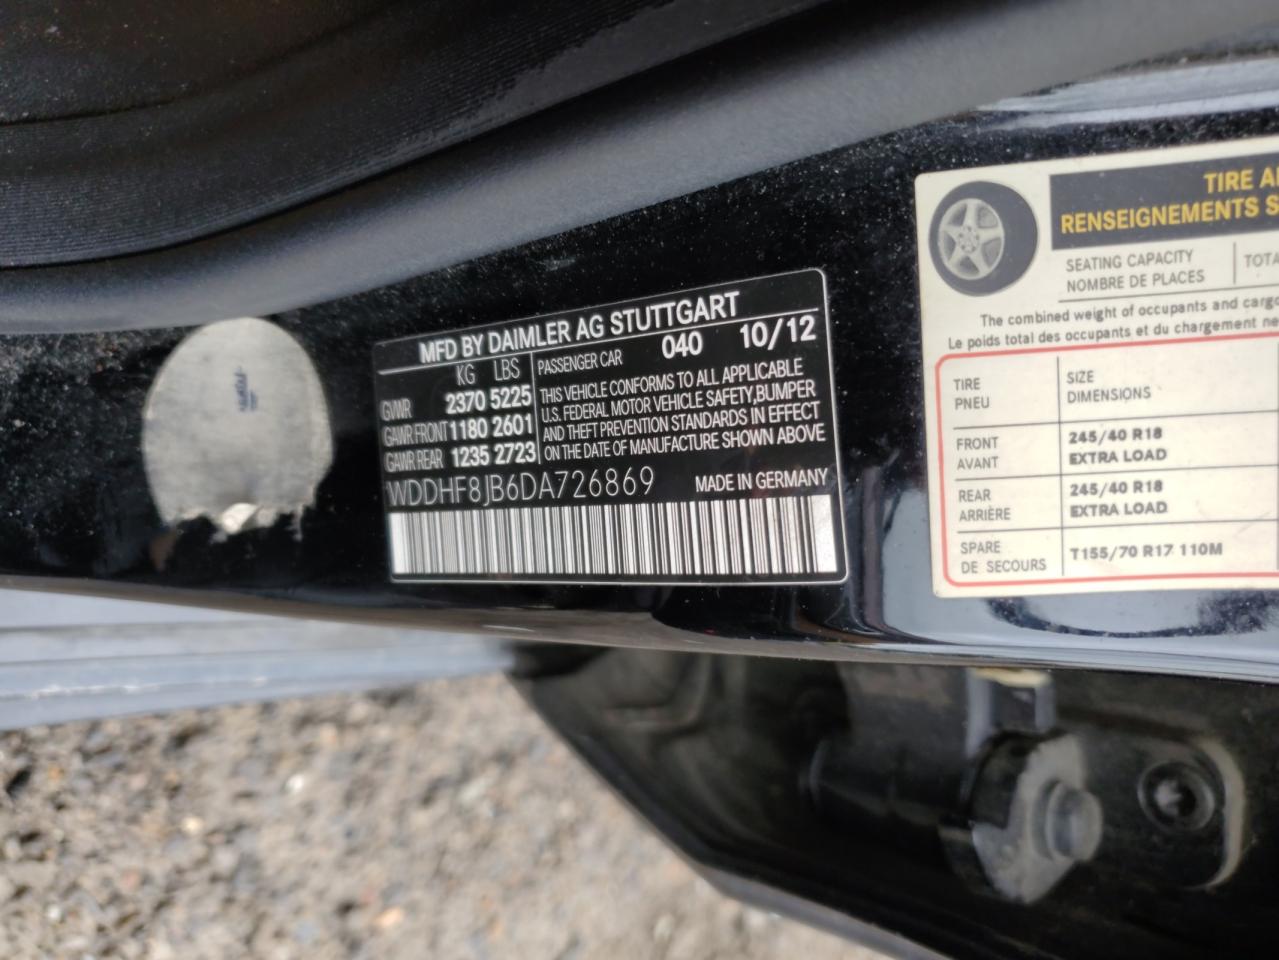 MFD BY DAIMLER AG STUTTGART
KG LBS PASSENGER CAR 040 10/12
GVWR 2370 5225
GAWR FRONT 1180 2601
GAWR REAR 1235 2723
THIS VEHICLE CONFORMS TO ALL APPLICABLE
U.S. FEDERAL MOTOR VEHICLE SAFETY,BUMPER
AND THEFT PREVENTION STANDARDS IN EFFECT
ON THE DATE OF MANUFACTURE SHOWN ABOVE
WDDHF8JB6DA726869 MADE IN GERMANY
TIRE A
RENSEIGNEMENTS S
SEATING CAPACITY
NOMBRE DE PLACES
TOTA
The combined weight of occupants and cargo
Le poids total des occupants et du chargement ne
TIRE
PNEU
SIZE
DIMENSIONS
FRONT
AVANT
245/40 R18
EXTRA LOAD
REAR
ARRIÈRE
245/40 R18
EXTRA LOAD
SPARE
DE SECOURS
T155/70 R17 110M